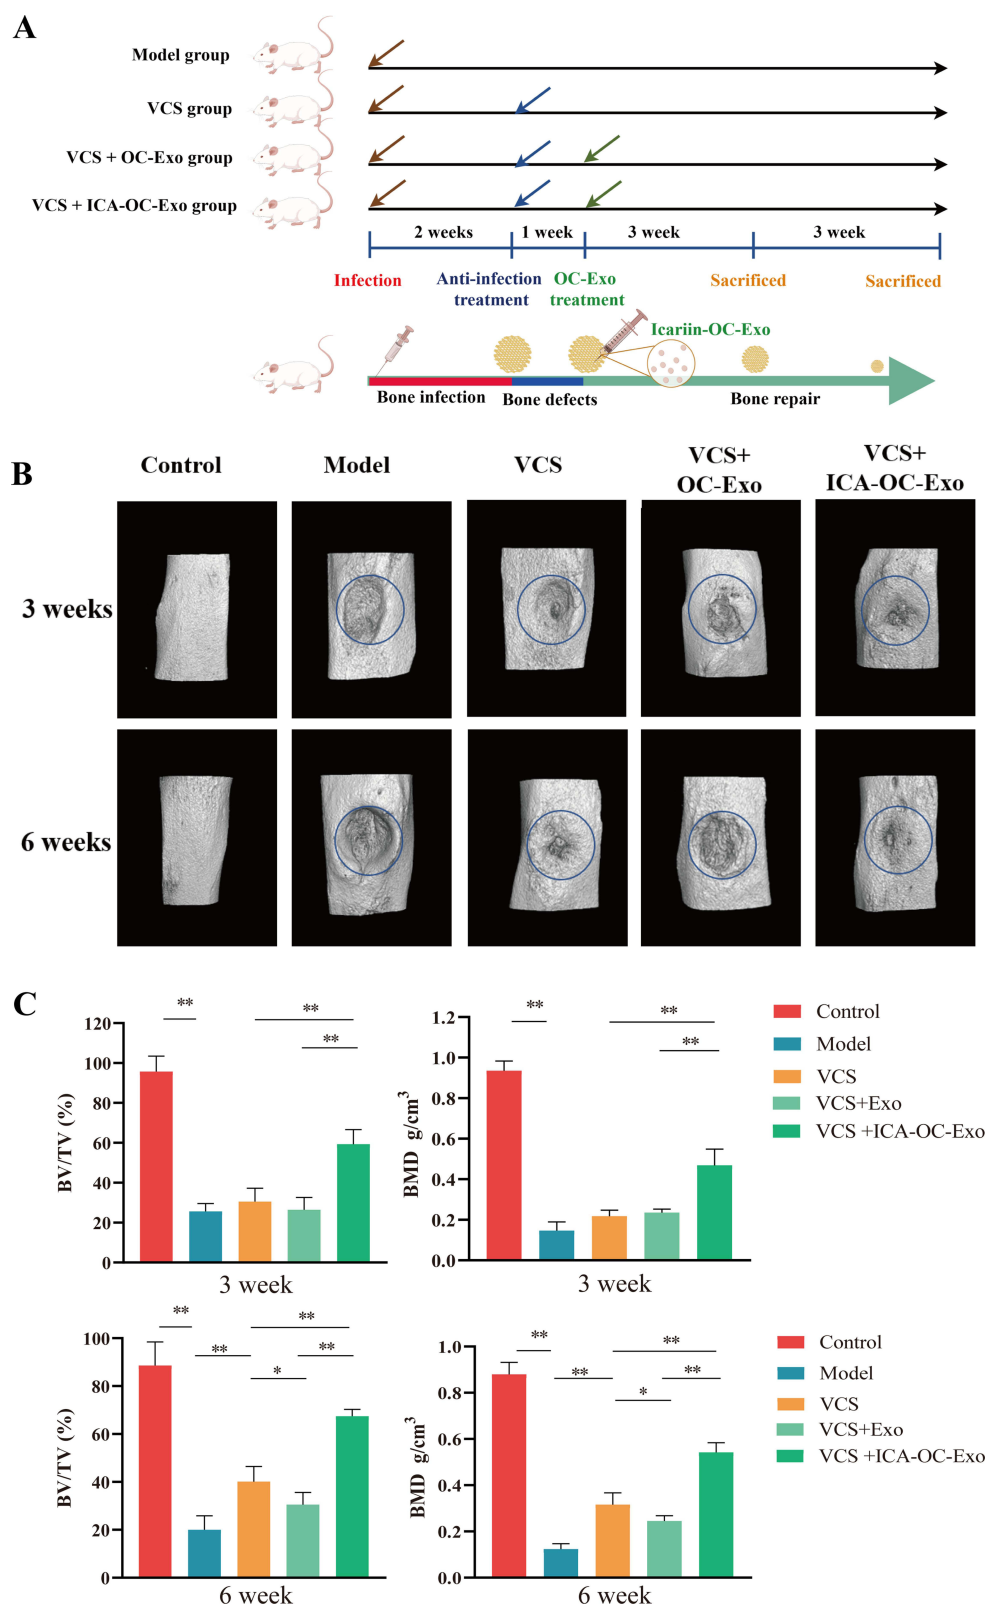 A
Model group
VCS group
VCS + OC-Exo group
VCS + ICA-OC-Exo group
2 weeks
1 week
3 week
3 week
Infection
Anti-infection
treatment
OC-Exo
treatment
Sacrificed
Sacrificed
Icariin-OC-Exo
Bone infection
Bone defects
Bone repair
B
Control
Model
VCS
VCS+
OC-Exo
VCS+
ICA-OC-Exo
3 weeks
6 weeks
C
BV/TV (%)
120
100
80
60
40
20
0
**
**
**
3 week
BMD g/cm³
1.2
1.0
0.8
0.6
0.4
0.2
0.0
**
**
**
3 week
Control
Model
VCS
VCS+Exo
VCS +ICA-OC-Exo
BV/TV (%)
100
80
60
40
20
0
**
**
**
**
*
6 week
BMD g/cm³
1.0
0.8
0.6
0.4
0.2
0.0
**
**
**
**
*
6 week
Control
Model
VCS
VCS+Exo
VCS +ICA-OC-Exo